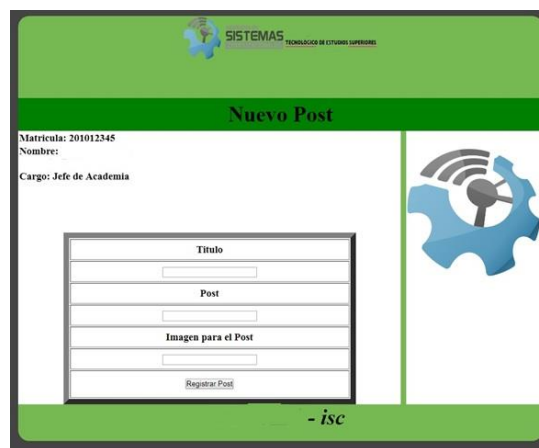 SISTEMAS
TECNOLÓGICO DE ESTUDIOS SUPERIORES
Nuevo Post
Matricula: 201012345
Nombre:
Cargo: Jefe de Academia
Titulo
Post
Imagen para el Post
Registrar Post
- isc